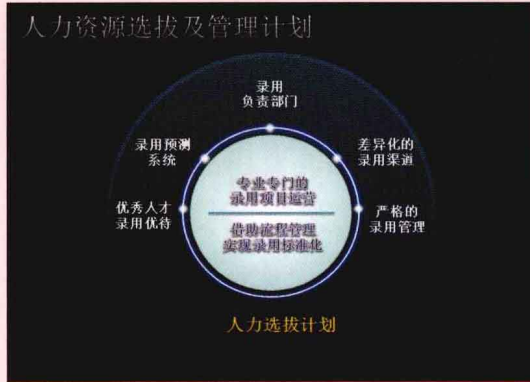 人力资源选拔及管理计划
录用
负责部门
录用预测
系统
差异化的
录用渠道
优秀人才
录用优待
严格的
录用管理
专业专门的
录用项目运营
借助流程管理
实现录用标准化
人力选拔计划